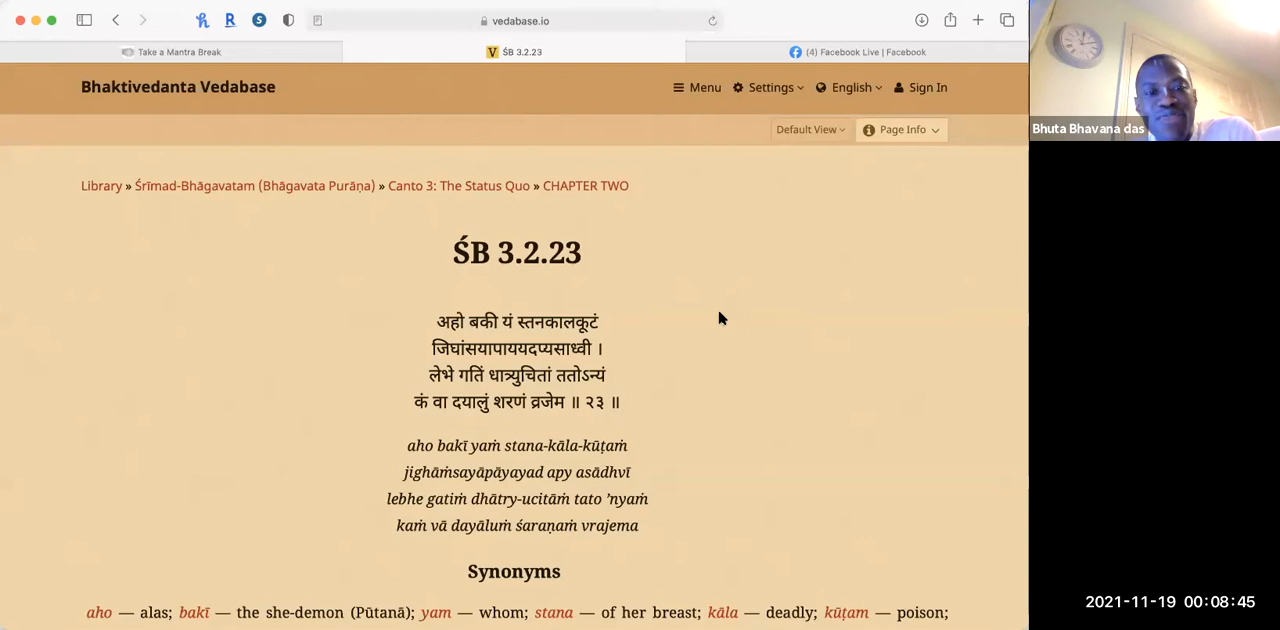 vedabase.io
Take a Mantra Break
ŚB 3.2.23
(4) Facebook Live | Facebook
Bhaktivedanta Vedabase
Menu Settings English Sign In
Default View Page Info
Bhuta Bhavana das
Library » Śrīmad-Bhāgavatam (Bhāgavata Purāṇa) » Canto 3: The Status Quo » CHAPTER TWO
ŚB 3.2.23
अहो बकी यं स्तनकालकूटं
जिघांसयापाययदप्यसाध्वी ।
लेभे गतिं धात्र्युचितां ततोऽन्यं
कं वा दयालुं शरणं व्रजेम ॥ २३ ॥
aho bakī yaṁ stana-kāla-kūṭaṁ
jighāṁsayāpāyayad apy asādhvī
lebhe gatiṁ dhātry-ucitāṁ tato ’nyaṁ
kaṁ vā dayāluṁ śaraṇaṁ vrajema
Synonyms
aho — alas; bakī — the she-demon (Pūtanā); yam — whom; stana — of her breast; kāla — deadly; kūṭam — poison;
2021-11-19 00:08:45